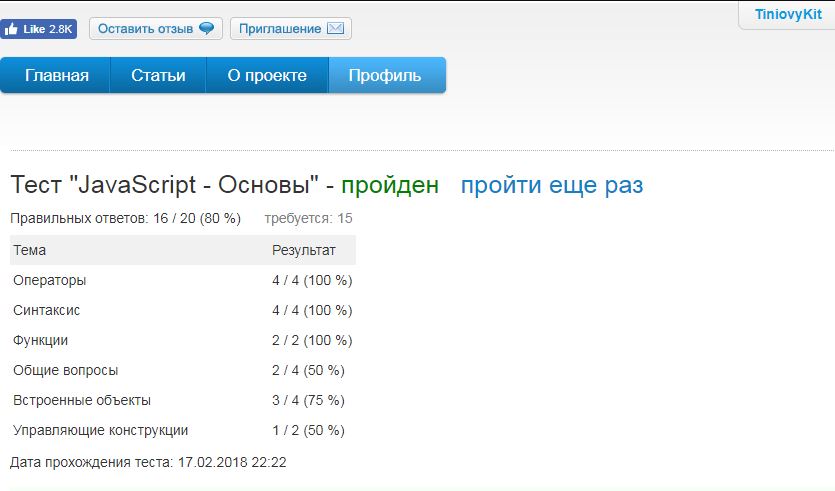 TiniovyKit
Like 2.8K Оставить отзыв Приглашение
Главная Статьи О проекте Профиль
Тест "JavaScript - Основы" - пройден пройти еще раз
Правильных ответов: 16 / 20 (80 %) требуется: 15
Тема Результат
Операторы 4 / 4 (100 %)
Синтаксис 4 / 4 (100 %)
Функции 2 / 2 (100 %)
Общие вопросы 2 / 4 (50 %)
Встроенные объекты 3 / 4 (75 %)
Управляющие конструкции 1 / 2 (50 %)
Дата прохождения теста: 17.02.2018 22:22